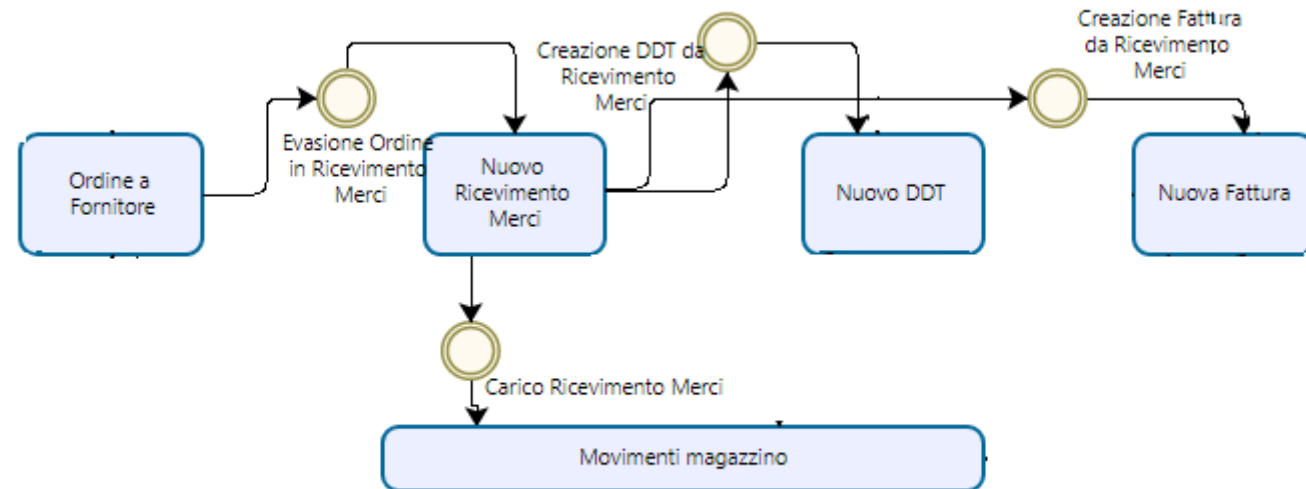 Creazione Fattura
da Ricevimento
Merci
Creazione DDT da
Ricevimento
Merci
Evasione Ordine
in Ricevimento
Merci
Ordine a
Fornitore
Nuovo
Ricevimento
Merci
Nuovo DDT
Nuova Fattura
Carico Ricevimento Merci
Movimenti magazzino